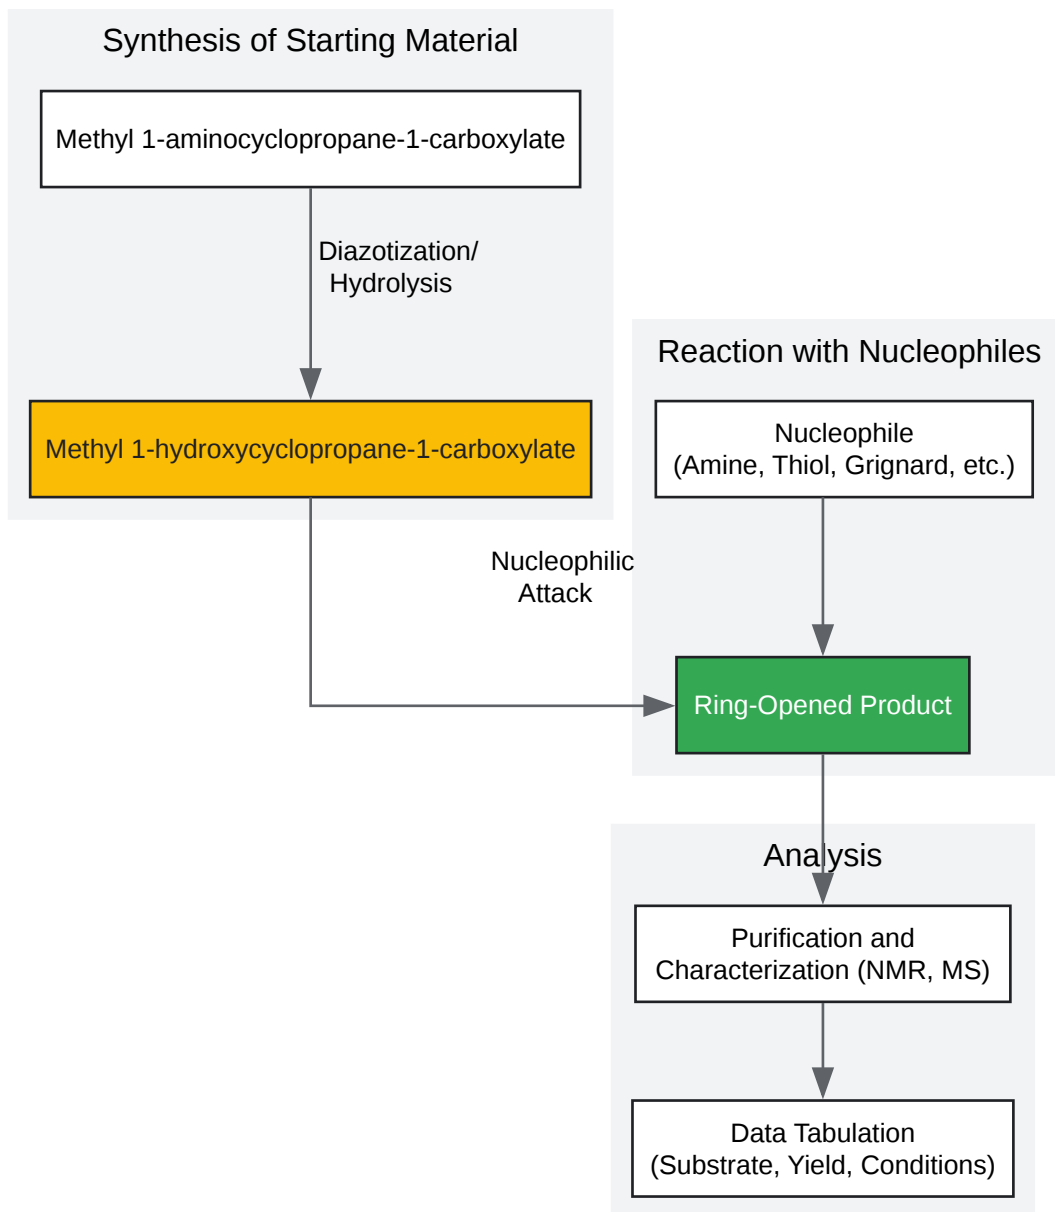 Synthesis of Starting Material
Methyl 1-aminocyclopropane-1-carboxylate
Diazotization/
Hydrolysis
Methyl 1-hydroxycyclopropane-1-carboxylate
Reaction with Nucleophiles
Nucleophile
(Amine, Thiol, Grignard, etc.)
Nucleophilic
Attack
Ring-Opened Product
Analysis
Purification and
Characterization (NMR, MS)
Data Tabulation
(Substrate, Yield, Conditions)